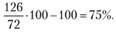 126/72 · 100 – 100 = 75%.